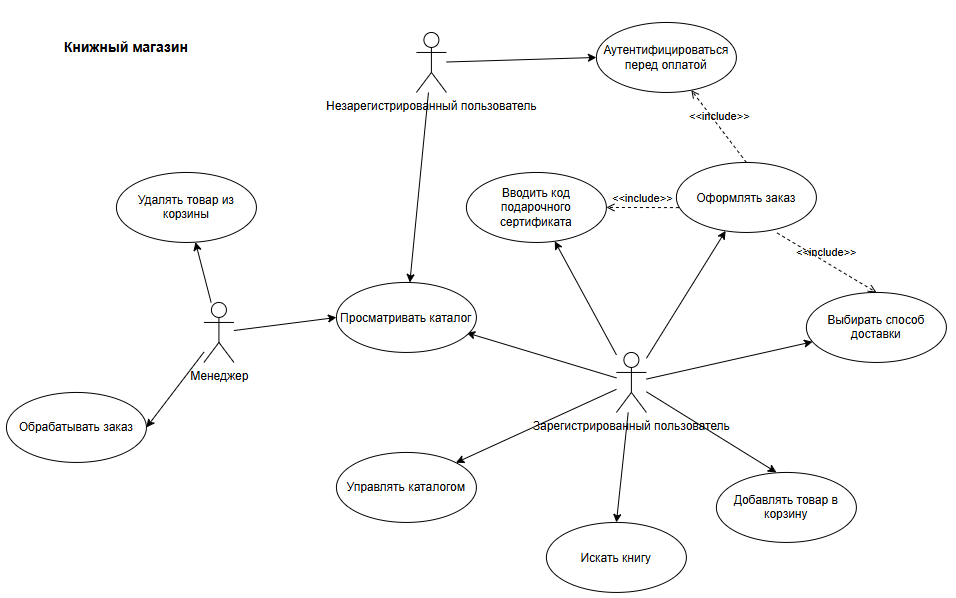 Книжный магазин
Аутентифицироваться
перед оплатой
Незарегистрированный пользователь
<<include>>
Удалять товар из
корзины
Вводить код
подарочного
сертификата
<<include>>
Оформлять заказ
<<include>>
Просматривать каталог
Выбирать способ
доставки
Менеджер
Обрабатывать заказ
Зарегистрированный пользователь
Управлять каталогом
Добавлять товар в
корзину
Искать книгу